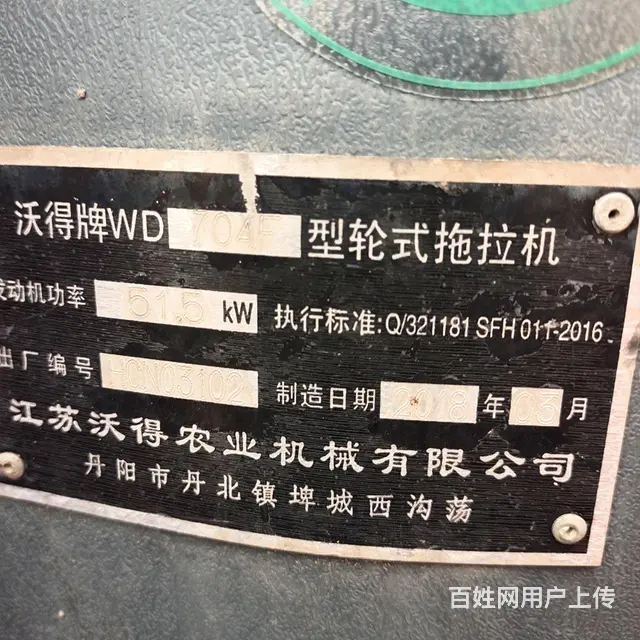 沃得牌WD 704F 型轮式拖拉机
发动机功率 51.5 kW 执行标准:Q/321181 SFH 011-2016
出厂编号 HCN03102 制造日期 2018 年 03 月
江苏沃得农业机械有限公司
丹阳市丹北镇埤城西沟荡
百姓网用户上传